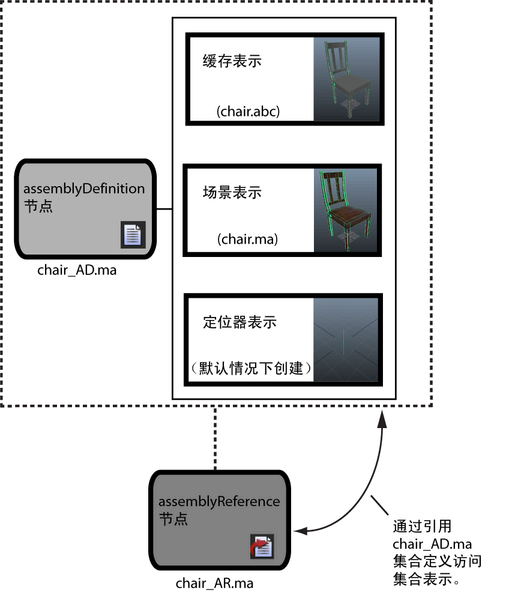 缓存表示
(chair.abc)
assemblyDefinition
节点
chair_AD.ma
场景表示
(chair.ma)
定位器表示
（默认情况下创建）
assemblyReference
节点
chair_AR.ma
通过引用
chair_AD.ma
集合定义访问
集合表示。